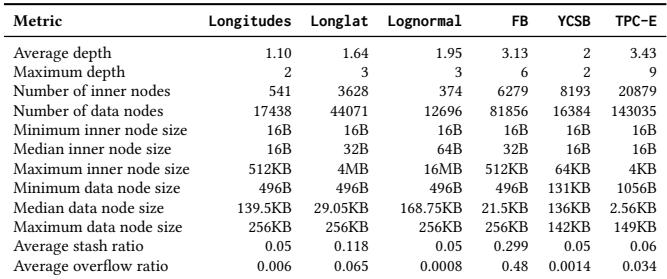 Metric Longitudes Longlat Lognormal FB YCSB TPC-E
Average depth 1.10 1.64 1.95 3.13 2 3.43
Maximum depth 2 3 3 6 2 9
Number of inner nodes 541 3628 374 6279 8193 20879
Number of data nodes 17438 44071 12696 81856 16384 143035
Minimum inner node size 16B 16B 16B 16B 16B 16B
Median inner node size 16B 32B 64B 32B 16B 16B
Maximum inner node size 512KB 4MB 16MB 512KB 64KB 4KB
Minimum data node size 496B 496B 496B 496B 131KB 1056B
Median data node size 139.5KB 29.05KB 168.75KB 21.5KB 136KB 2.56KB
Maximum data node size 256KB 256KB 256KB 256KB 142KB 149KB
Average stash ratio 0.05 0.118 0.05 0.299 0.05 0.06
Average overflow ratio 0.006 0.065 0.0008 0.48 0.0014 0.034